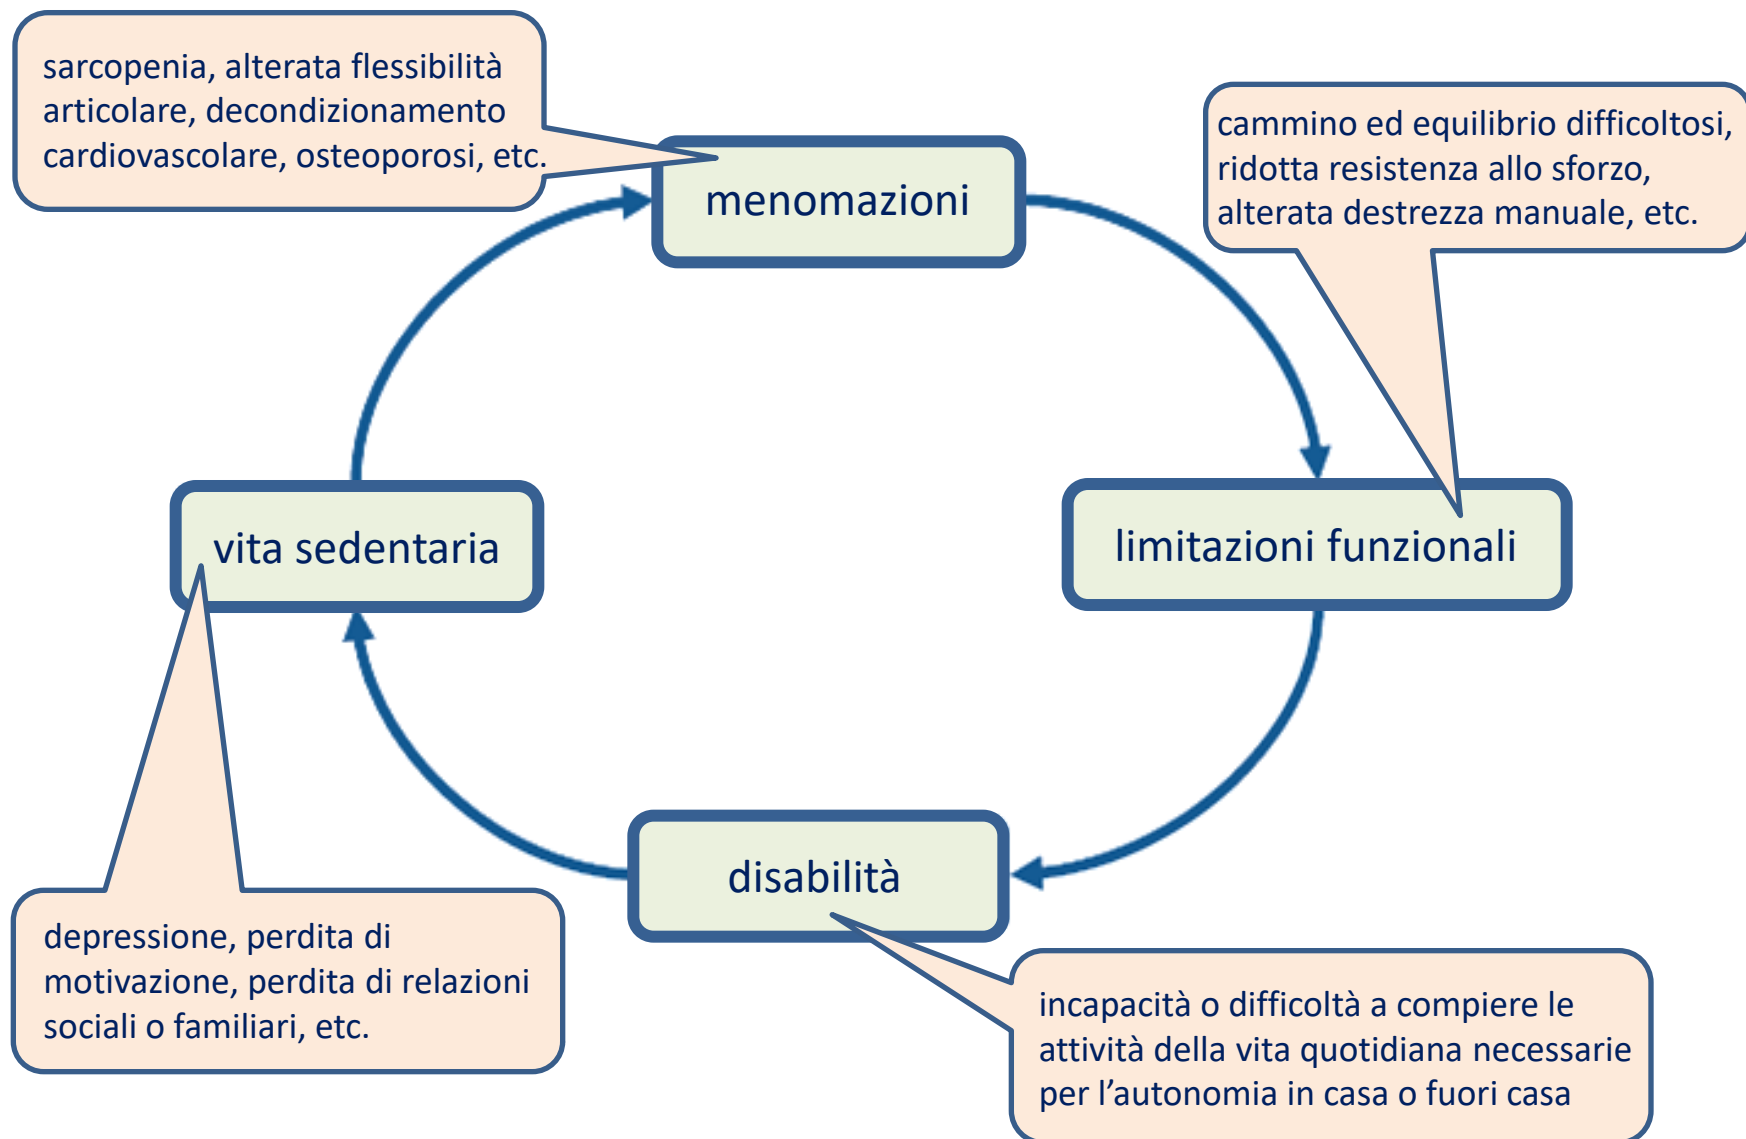 sarcopenia, alterata flessibilità
articolare, decondizionamento
cardiovascolare, osteoporosi, etc.
menomazioni
cammino ed equilibrio difficoltosi,
ridotta resistenza allo sforzo,
alterata destrezza manuale, etc.
vita sedentaria
limitazioni funzionali
disabilità
depressione, perdita di
motivazione, perdita di relazioni
sociali o familiari, etc.
incapacità o difficoltà a compiere le
attività della vita quotidiana necessarie
per l’autonomia in casa o fuori casa